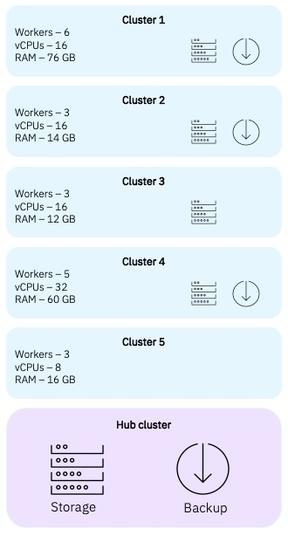 Cluster 1
Workers – 6
vCPUs – 16
RAM – 76 GB
Cluster 2
Workers – 3
vCPUs – 16
RAM – 14 GB
Cluster 3
Workers – 3
vCPUs – 16
RAM – 12 GB
Cluster 4
Workers – 5
vCPUs – 32
RAM – 60 GB
Cluster 5
Workers – 3
vCPUs – 8
RAM – 16 GB
Hub cluster
Storage
Backup